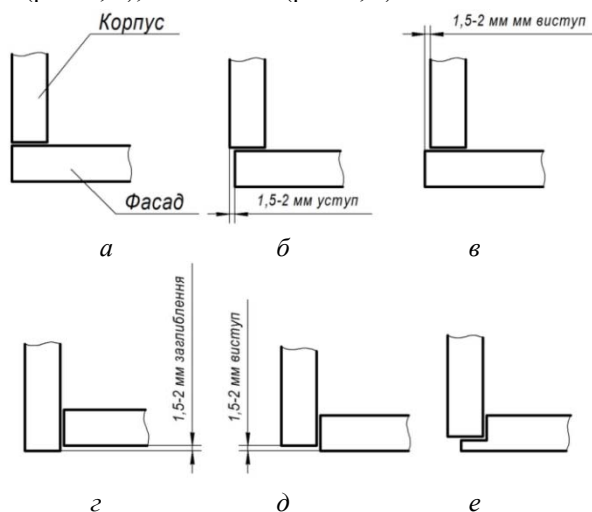 Корпус
1,5-2 мм мм виступ
Фасад
1,5-2 мм уступ
а б в
1,5-2 мм заглиблення
1,5-2 мм виступ
г д е